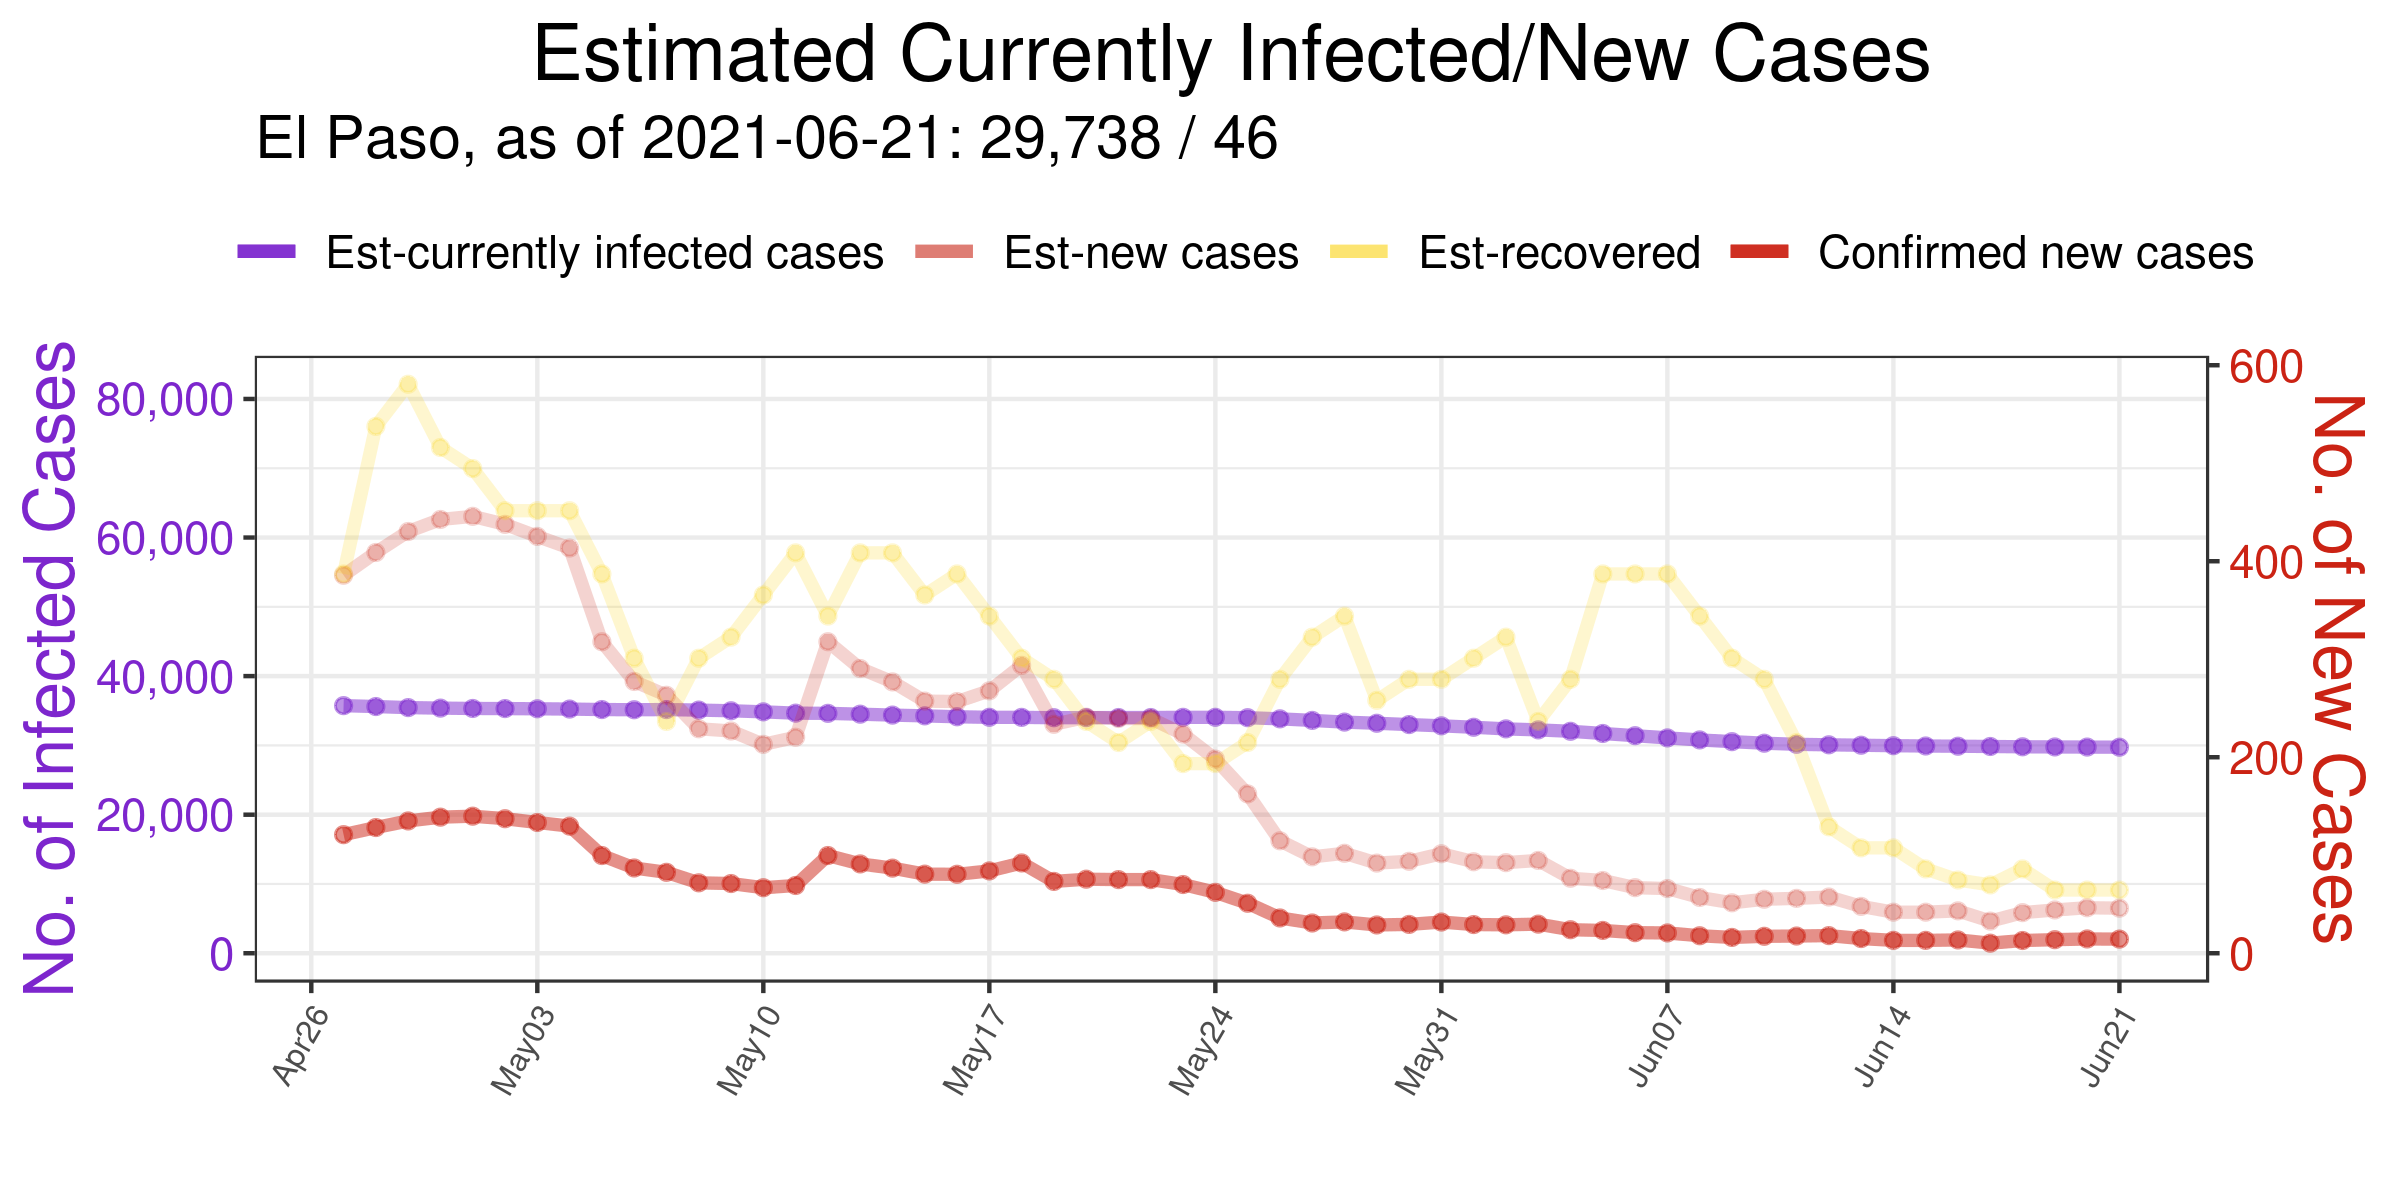 Estimated Currently Infected/New Cases
El Paso, as of 2021-06-21: 29,738 / 46
Est-currently infected cases Est-new cases Est-recovered Confirmed new cases
No. of Infected Cases
80,000
60,000
40,000
20,000
0
600
400
200
0
No. of New Cases
Apr26 May03 May10 May17 May24 May31 Jun07 Jun14 Jun21